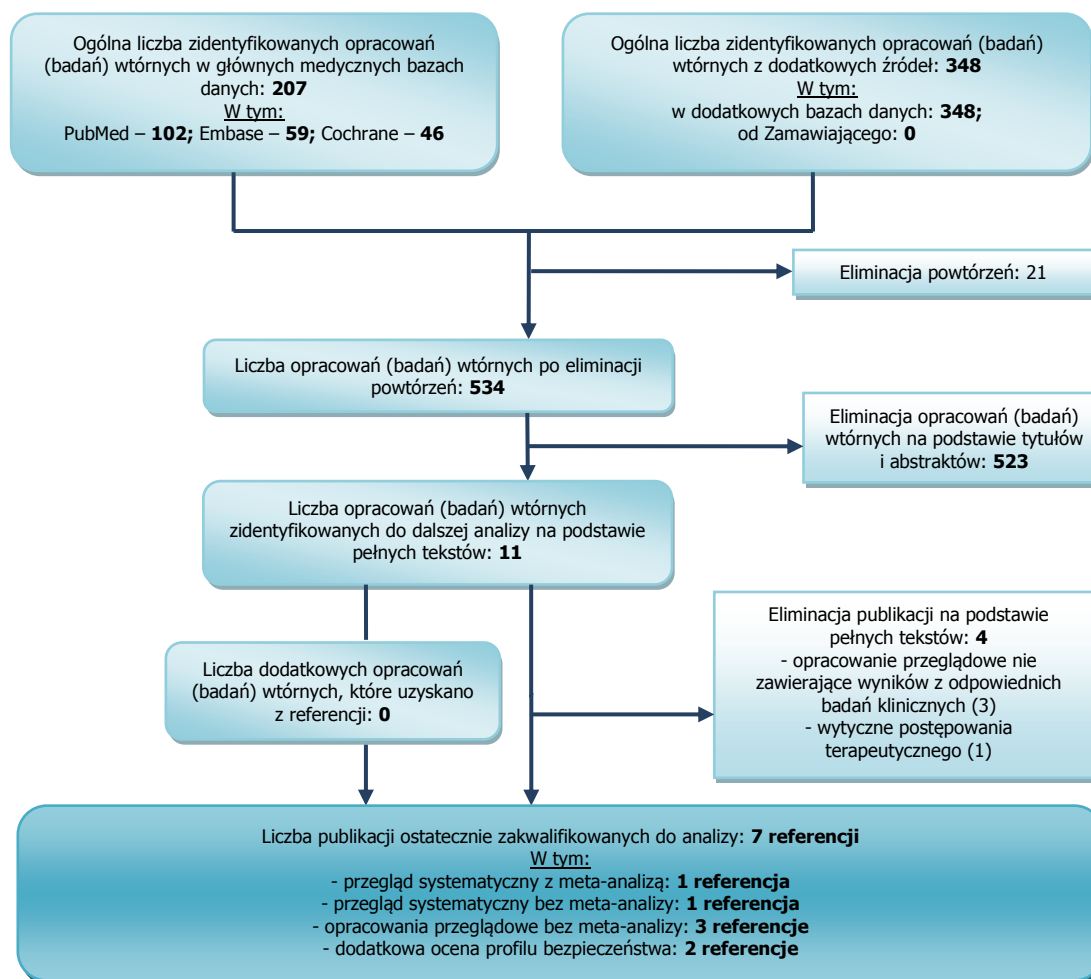 Ogólna liczba zidentyfikowanych opracowań
(badań) wtórnych w głównych medycznych bazach
danych: 207
W tym:
PubMed – 102; Embase – 59; Cochrane – 46
Ogólna liczba zidentyfikowanych opracowań (badań)
wtórnych z dodatkowych źródeł: 348
W tym:
w dodatkowych bazach danych: 348;
od Zamawiającego: 0
Eliminacja powtórzeń: 21
Liczba opracowań (badań) wtórnych po eliminacji
powtórzeń: 534
Eliminacja opracowań (badań)
wtórnych na podstawie tytułów
i abstraktów: 523
Liczba opracowań (badań) wtórnych
zidentyfikowanych do dalszej analizy na podstawie
pełnych tekstów: 11
Eliminacja publikacji na podstawie
pełnych tekstów: 4
- opracowanie przeglądowe nie
zawierające wyników z odpowiednich
badań klinicznych (3)
- wytyczne postępowania
terapeutycznego (1)
Liczba dodatkowych opracowań
(badań) wtórnych, które uzyskano
z referencji: 0
Liczba publikacji ostatecznie zakwalifikowanych do analizy: 7 referencji
W tym:
- przegląd systematyczny z meta-analizą: 1 referencja
- przegląd systematyczny bez meta-analizy: 1 referencja
- opracowania przeglądowe bez meta-analizy: 3 referencje
- dodatkowa ocena profilu bezpieczeństwa: 2 referencje